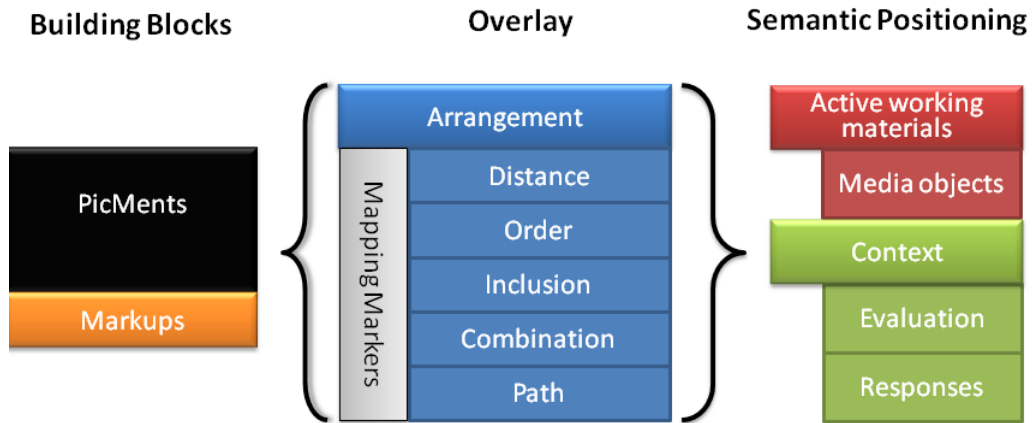 Building Blocks
Overlay
Semantic Positioning
PicMents
Markups
Arrangement
Mapping Markers
Distance
Order
Inclusion
Combination
Path
Active working
materials
Media objects
Context
Evaluation
Responses